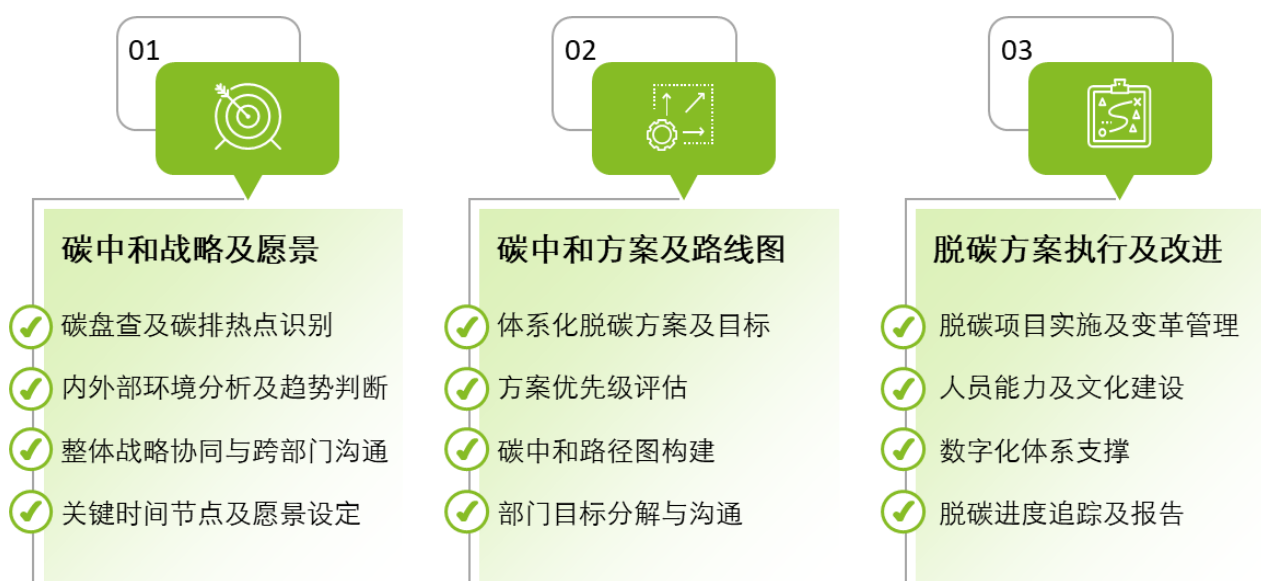 01
碳中和战略及愿景
碳盘查及碳排热点识别
内外部环境分析及趋势判断
整体战略协同与跨部门沟通
关键时间节点及愿景设定
02
碳中和方案及路线图
体系化脱碳方案及目标
方案优先级评估
碳中和路径图构建
部门目标分解与沟通
03
脱碳方案执行及改进
脱碳项目实施及变革管理
人员能力及文化建设
数字化体系支撑
脱碳进度追踪及报告